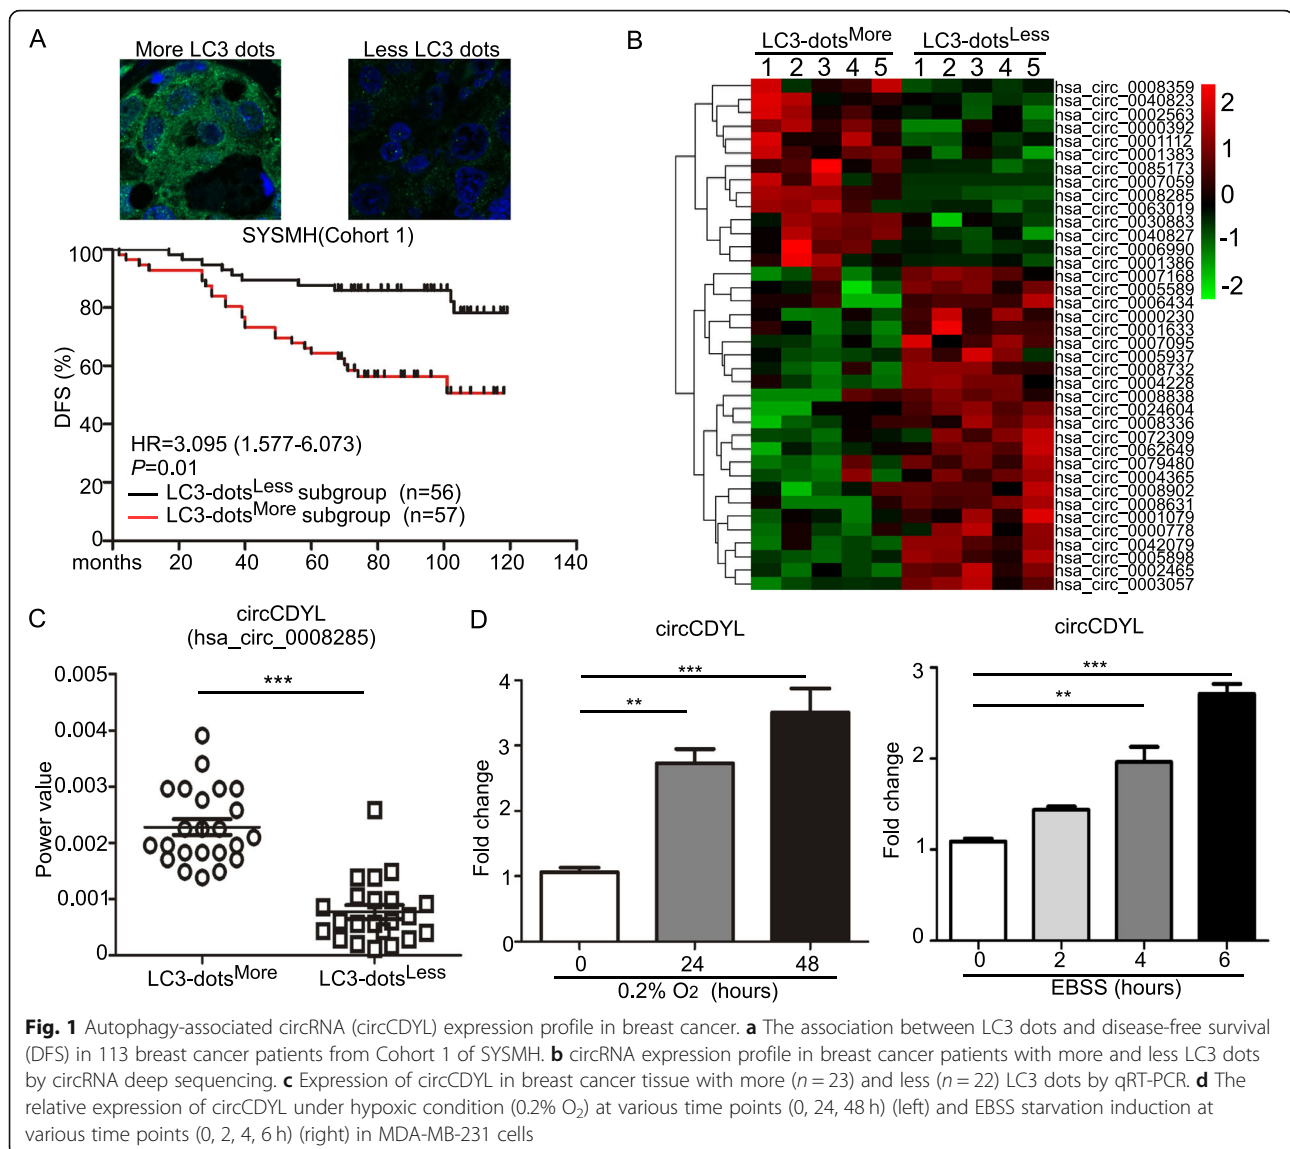 A
More LC3 dots Less LC3 dots
SYSMH(Cohort 1)
100
80
60
40
20
0
DFS (%)
HR=3.095 (1.577-6.073)
P=0.01
LC3-dotsLess subgroup (n=56)
LC3-dotsMore subgroup (n=57)
months 20 40 60 80 100 120 140
B
LC3-dotsMore LC3-dotsLess
1 2 3 4 5 1 2 3 4 5
hsa_circ_0008359
hsa_circ_0040823
hsa_circ_0002563
hsa_circ_0000392
hsa_circ_0001112
hsa_circ_0001383
hsa_circ_0085173
hsa_circ_0007059
hsa_circ_0008285
hsa_circ_0063019
hsa_circ_0030883
hsa_circ_0040827
hsa_circ_0006990
hsa_circ_0001386
hsa_circ_0007168
hsa_circ_0005589
hsa_circ_0006434
hsa_circ_0000230
hsa_circ_0001633
hsa_circ_0007095
hsa_circ_0005937
hsa_circ_0008732
hsa_circ_0004228
hsa_circ_0008838
hsa_circ_0024604
hsa_circ_0008336
hsa_circ_0072309
hsa_circ_0062649
hsa_circ_0079480
hsa_circ_0004365
hsa_circ_0008902
hsa_circ_0008631
hsa_circ_0001079
hsa_circ_0000778
hsa_circ_0042079
hsa_circ_0005898
hsa_circ_0002465
hsa_circ_0003057
2
1
0
-1
-2
C
circCDYL
(hsa_circ_0008285)
0.005
0.004
0.003
0.002
0.001
0
Power value
***
LC3-dotsMore LC3-dotsLess
D
circCDYL
4
3
2
1
0
Fold change
***
**
0 24 48
0.2% O2 (hours)
circCDYL
3
2
1
0
Fold change
***
**
0 2 4 6
EBSS (hours)
Fig. 1 Autophagy-associated circRNA (circCDYL) expression profile in breast cancer. a The association between LC3 dots and disease-free survival
(DFS) in 113 breast cancer patients from Cohort 1 of SYSMH. b circRNA expression profile in breast cancer patients with more and less LC3 dots
by circRNA deep sequencing. c Expression of circCDYL in breast cancer tissue with more (n = 23) and less (n = 22) LC3 dots by qRT-PCR. d The
relative expression of circCDYL under hypoxic condition (0.2% O2) at various time points (0, 24, 48 h) (left) and EBSS starvation induction at
various time points (0, 2, 4, 6 h) (right) in MDA-MB-231 cells